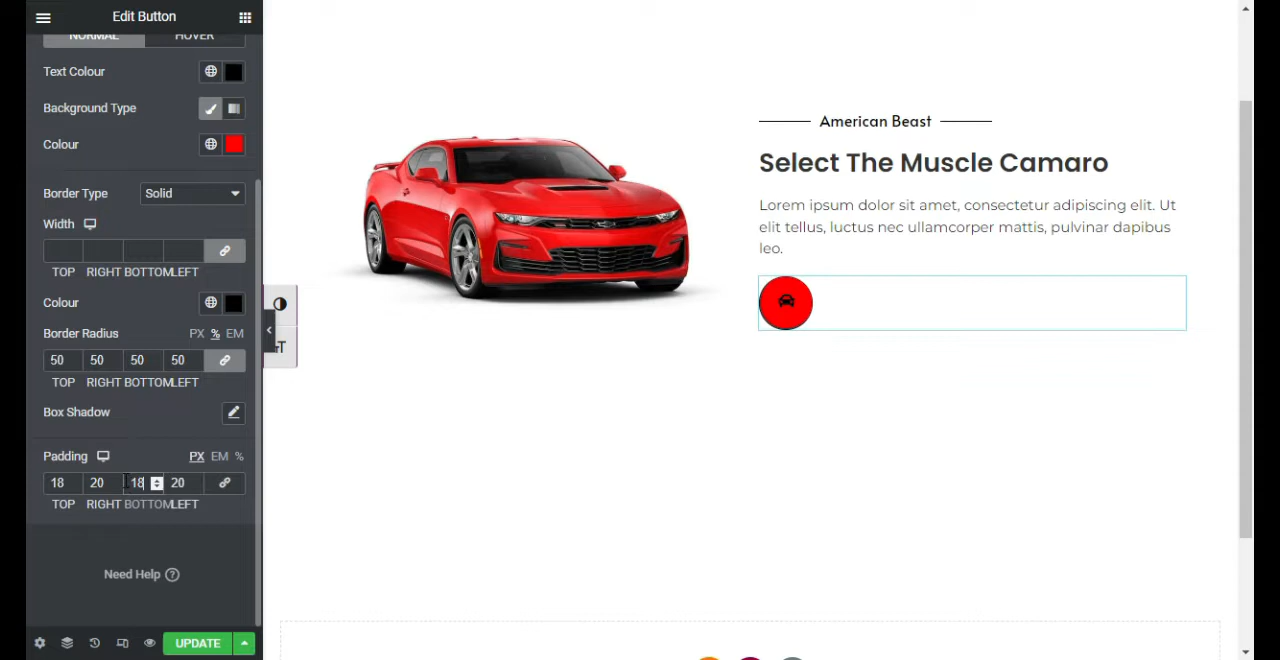 Edit Button
NORMAL HOVER
Text Colour
Background Type
Colour
Border Type Solid
Width
TOP RIGHT BOTTOM LEFT
Colour
Border Radius PX % EM
50 50 50 50
TOP RIGHT BOTTOM LEFT
Box Shadow
Padding PX EM %
18 20 18 20
TOP RIGHT BOTTOM LEFT
Need Help ?
UPDATE
American Beast
Select The Muscle Camaro
Lorem ipsum dolor sit amet, consectetur adipiscing elit. Ut
elit tellus, luctus nec ullamcorper mattis, pulvinar dapibus
leo.